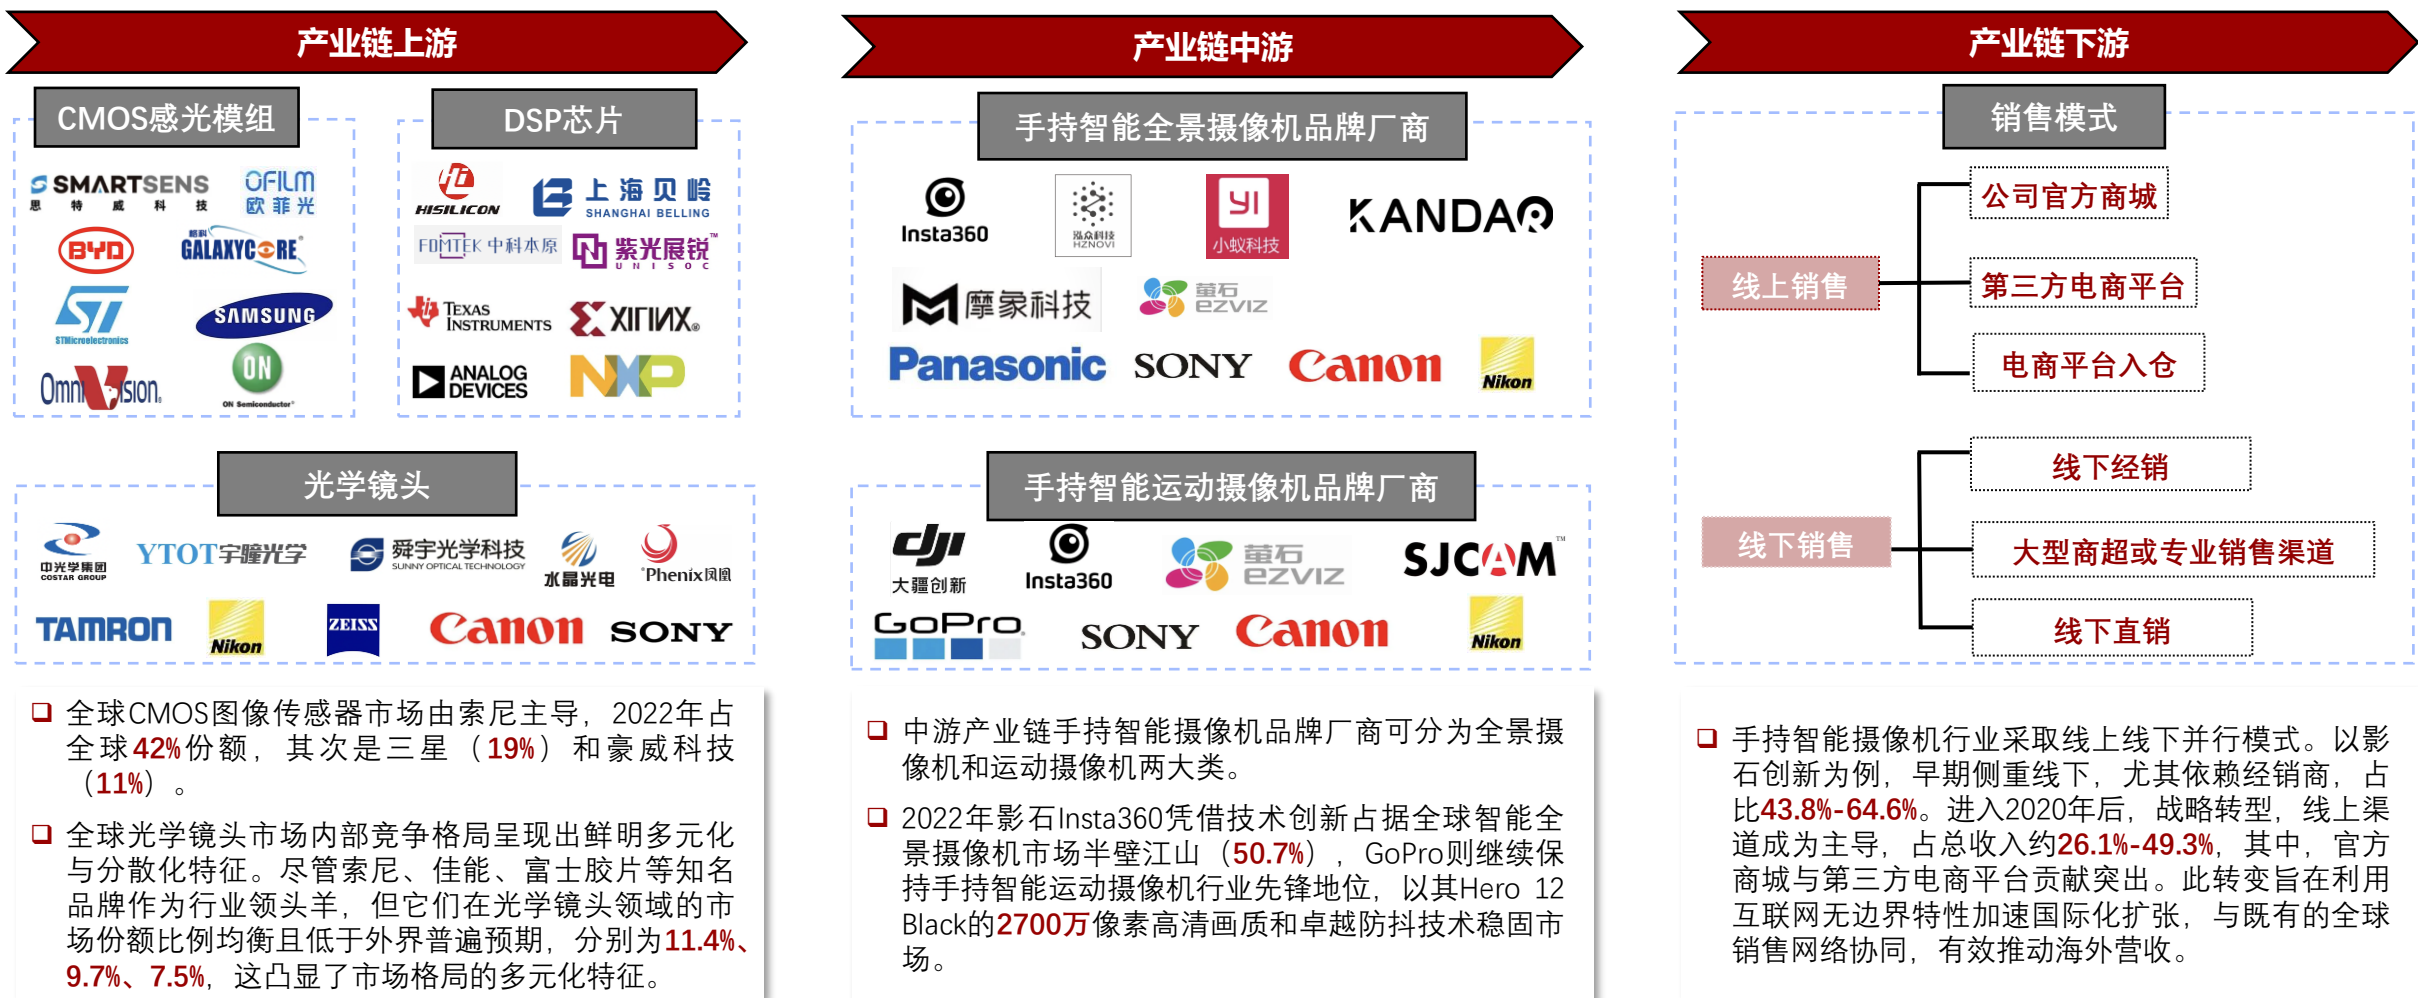 产业链上游
CMOS感光模组
DSP芯片
SMARTSENS
思特威科技
OFILM
欧菲光
BYD
格科
GALAXYCORE
ST
STMicroelectronics
SAMSUNG
OmniVision.
ON
ON Semiconductor®
Hi
HISILICON
上海贝岭
SHANGHAI BELLING
FOMTEK 中科本原
紫光展锐™
UNISOC
TEXAS
INSTRUMENTS
XILINX®
ANALOG
DEVICES
NXP
光学镜头
中光学集团
COSTAR GROUP
YTOT宇瞳光学
舜宇光学科技
SUNNY OPTICAL TECHNOLOGY
水晶光电
Phenix凤凰
TAMRON
Nikon
ZEISS
Canon
SONY
全球CMOS图像传感器市场由索尼主导，2022年占
全球42%份额，其次是三星（19%）和豪威科技
（11%）。
全球光学镜头市场内部竞争格局呈现出鲜明多元化
与分散化特征。尽管索尼、佳能、富士胶片等知名
品牌作为行业领头羊，但它们在光学镜头领域的市
场份额比例均衡且低于外界普遍预期，分别为11.4%、
9.7%、7.5%，这凸显了市场格局的多元化特征。
产业链中游
手持智能全景摄像机品牌厂商
Insta360
泓众科技
HZNOVI
YI
小蚁科技
KANDAO
摩象科技
萤石
ezviz
Panasonic
SONY
Canon
Nikon
手持智能运动摄像机品牌厂商
dji
大疆创新
Insta360
萤石
ezviz
SJCAM™
GoPro
SONY
Canon
Nikon
中游产业链手持智能摄像机品牌厂商可分为全景摄
像机和运动摄像机两大类。
2022年影石Insta360凭借技术创新占据全球智能全
景摄像机市场半壁江山（50.7%），GoPro则继续保
持手持智能运动摄像机行业先锋地位，以其Hero 12
Black的2700万像素高清画质和卓越防抖技术稳固市
场。
产业链下游
销售模式
线上销售
公司官方商城
第三方电商平台
电商平台入仓
线下销售
线下经销
大型商超或专业销售渠道
线下直销
手持智能摄像机行业采取线上线下并行模式。以影
石创新为例，早期侧重线下，尤其依赖经销商，占
比43.8%-64.6%。进入2020年后，战略转型，线上渠
道成为主导，占总收入约26.1%-49.3%，其中，官方
商城与第三方电商平台贡献突出。此转变旨在利用
互联网无边界特性加速国际化扩张，与既有的全球
销售网络协同，有效推动海外营收。